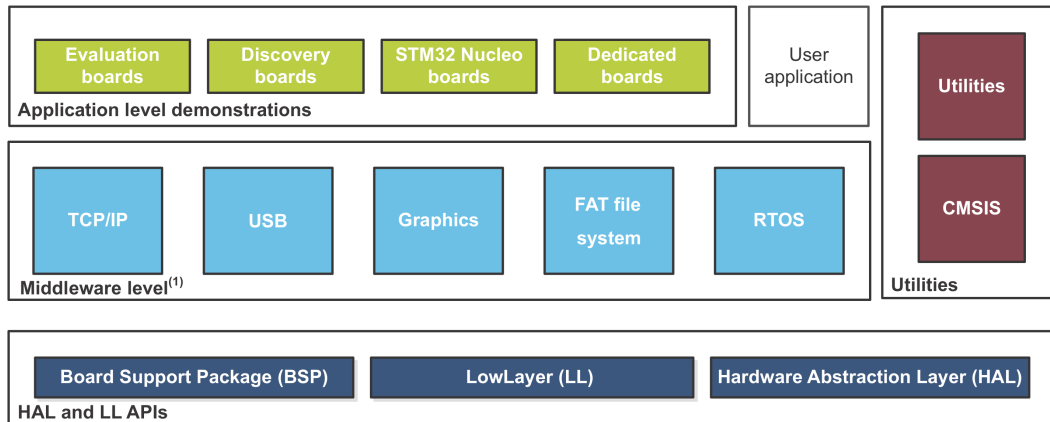 Evaluation
boards
Discovery
boards
STM32 Nucleo
boards
Dedicated
boards
Application level demonstrations
User
application
Utilities
CMSIS
Utilities
TCP/IP
USB
Graphics
FAT file
system
RTOS
Middleware level(1)
Board Support Package (BSP)
LowLayer (LL)
Hardware Abstraction Layer (HAL)
HAL and LL APIs